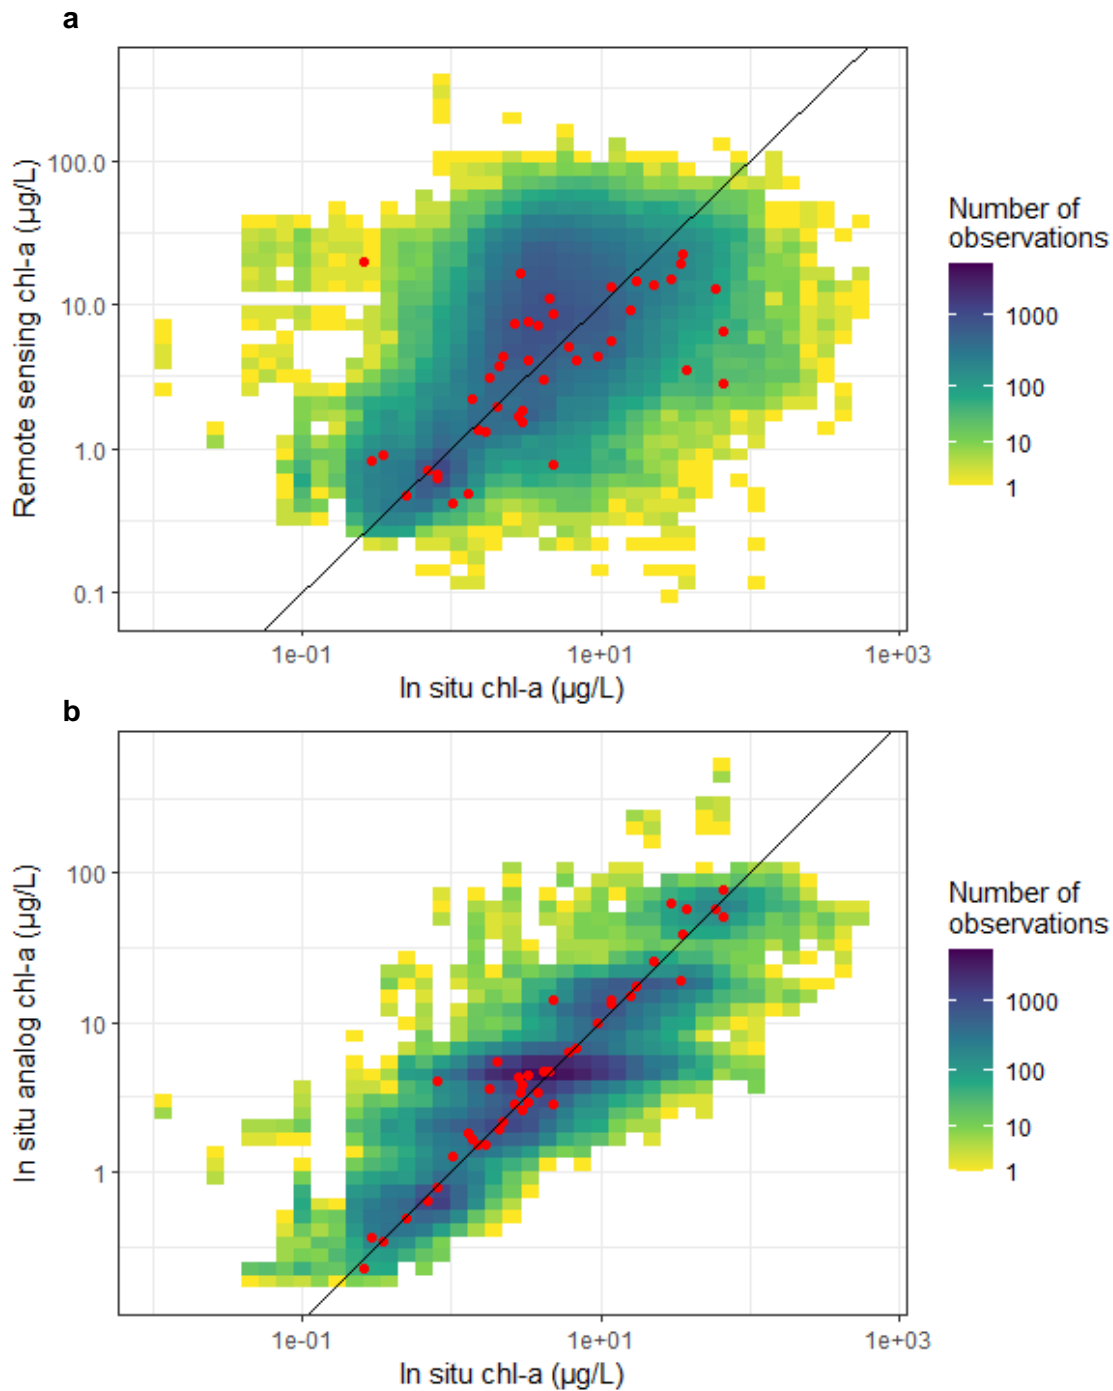 a
Remote sensing chl-a (µg/L)
100.0
10.0
1.0
0.1
1e-01
1e+01
1e+03
In situ chl-a (µg/L)
Number of
observations
1000
100
10
1
b
In situ analog chl-a (µg/L)
100
10
1
1e-01
1e+01
1e+03
In situ chl-a (µg/L)
Number of
observations
1000
100
10
1